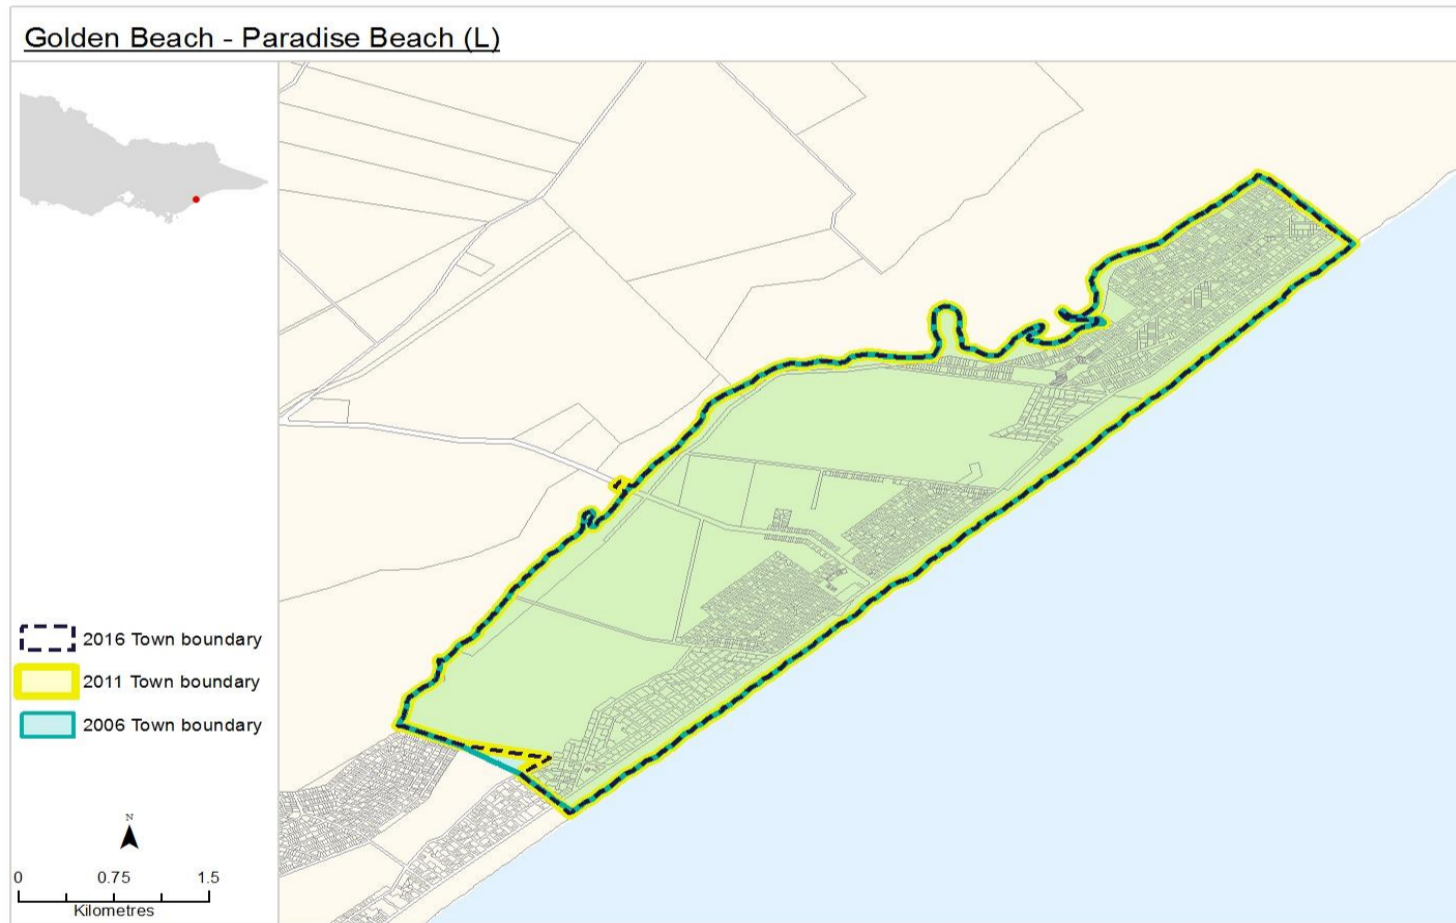 Golden Beach - Paradise Beach (L)
2016 Town boundary
2011 Town boundary
2006 Town boundary
N
0 0.75 1.5
Kilometres